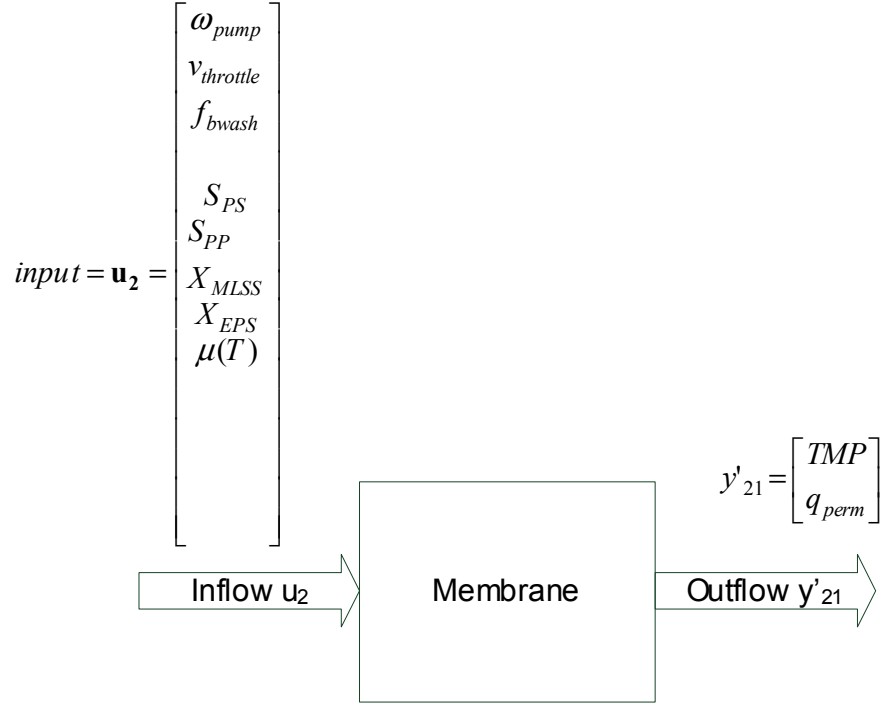 ω_pump
v_throttle
f_bwash
S_PS
S_PP
input = u₂ =
X_MLSS
X_EPS
μ(T)
y'₂₁ =
TMP
q_perm
Inflow u₂
Membrane
Outflow y’₂₁